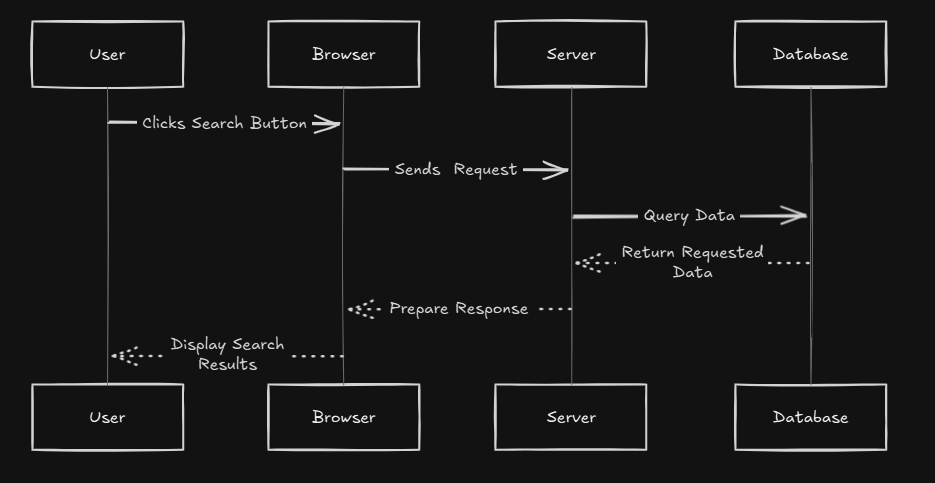 User
Browser
Server
Database
Clicks Search Button
Sends Request
Query Data
Return Requested
Data
Prepare Response
Display Search
Results
User
Browser
Server
Database